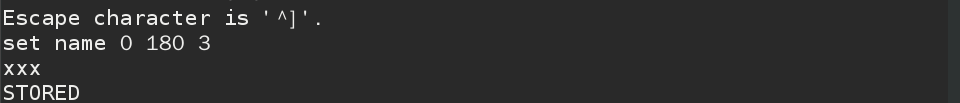 Escape character is '^]'.
set name 0 180 3
xxx
STORED